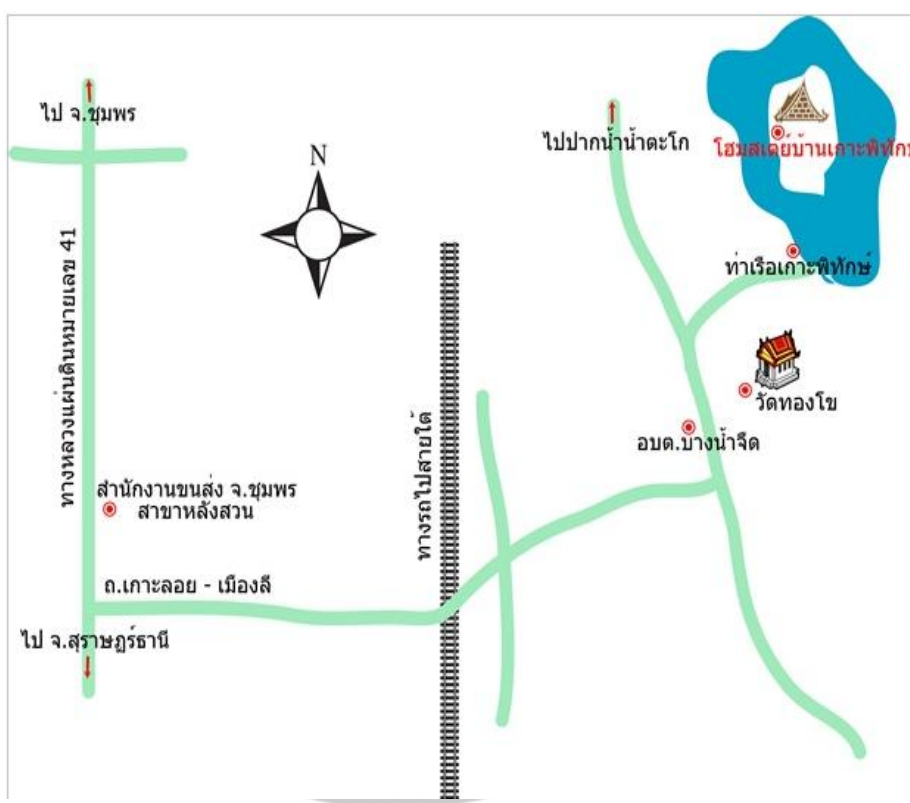 ไป จ.ชุมพร
ไปปากน้ำน้ำตะโก
โฮมสเตย์บ้านเกาะพิทักษ
N
ท่าเรือเกาะพิทักษ์
ทางหลวงแผ่นดินหมายเลข 41
วัดทองโข
อบต.บางน้ำจืด
ทางรถไปสายใต้
สำนักงานขนส่ง จ.ชุมพร
สาขาหลังสวน
ถ.เกาะลอย - เมืองลี
ไป จ.สุราษฏร์ธานี